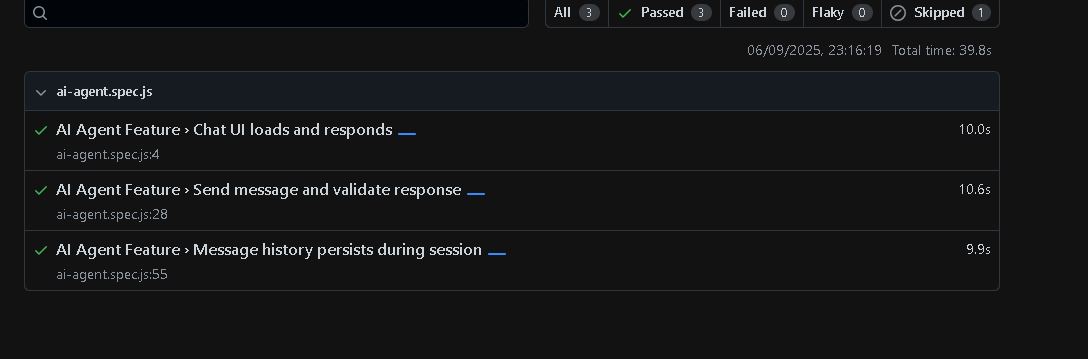 All 3 Passed 3 Failed 0 Flaky 0 Skipped 1
06/09/2025, 23:16:19 Total time: 39.8s
ai-agent.spec.js
AI Agent Feature › Chat UI loads and responds 10.0s
ai-agent.spec.js:4
AI Agent Feature › Send message and validate response 10.6s
ai-agent.spec.js:28
AI Agent Feature › Message history persists during session 9.9s
ai-agent.spec.js:55